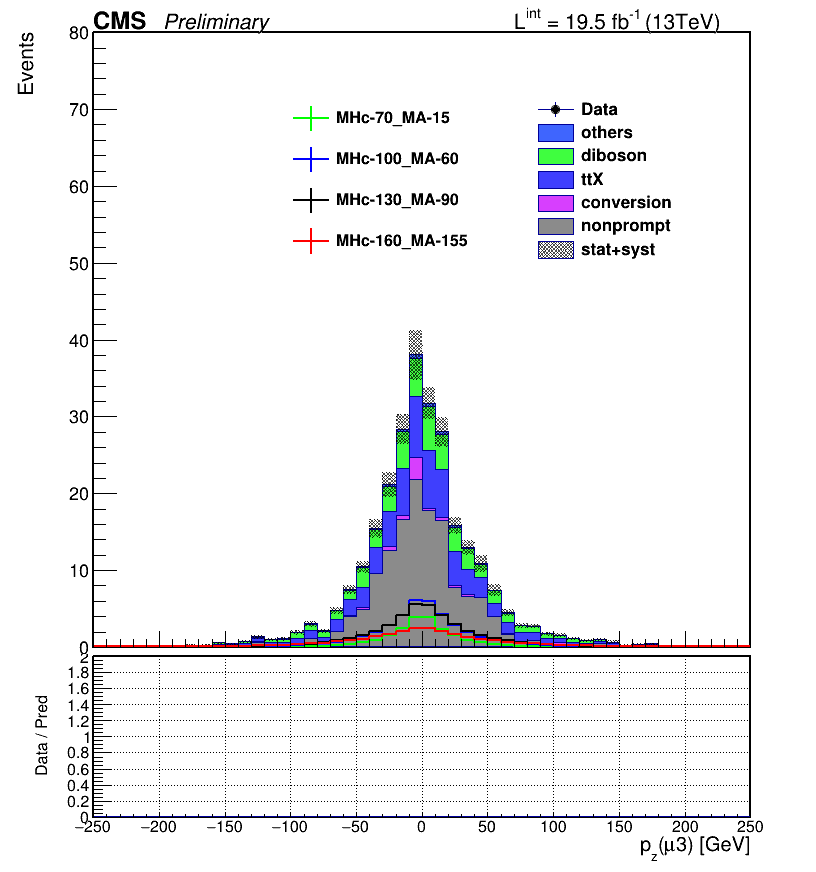 CMS Preliminary
L^int = 19.5 fb^-1 (13TeV)
Events
80
70
60
50
40
30
20
10
0
MHc-70_MA-15
MHc-100_MA-60
MHc-130_MA-90
MHc-160_MA-155
Data
others
diboson
ttX
conversion
nonprompt
stat+syst
Data / Pred
2
1.8
1.6
1.4
1.2
1
0.8
0.6
0.4
0.2
0
−250 −200 −150 −100 −50 0 50 100 150 200 250
p_z(μ3) [GeV]